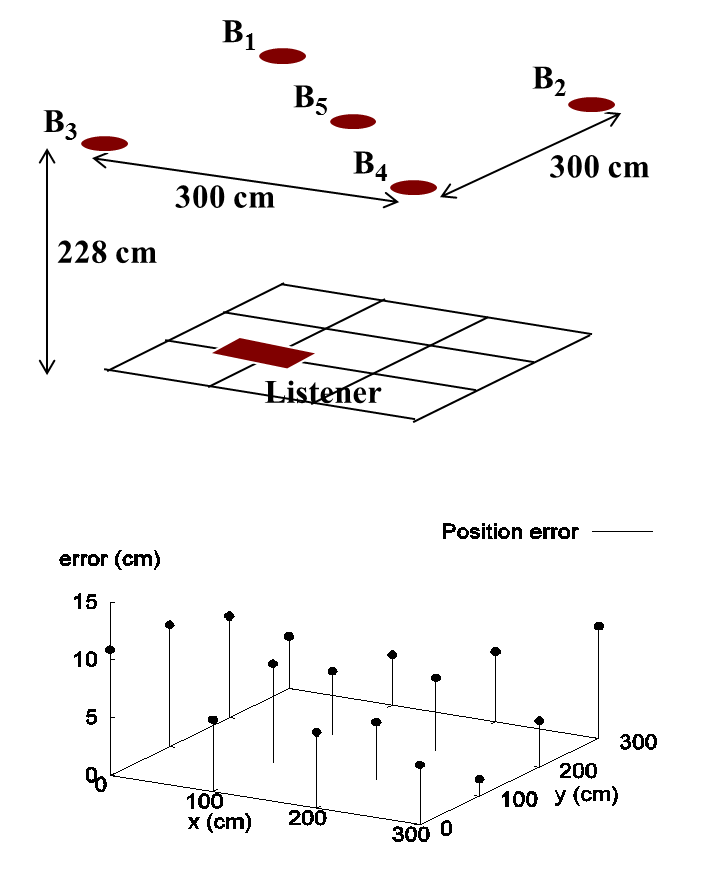 B1
B5
B2
B3
B4
300 cm
300 cm
228 cm
Listener
Position error
error (cm)
15
10
5
0
0
100
200
300
x (cm)
0
100
200
300
y (cm)